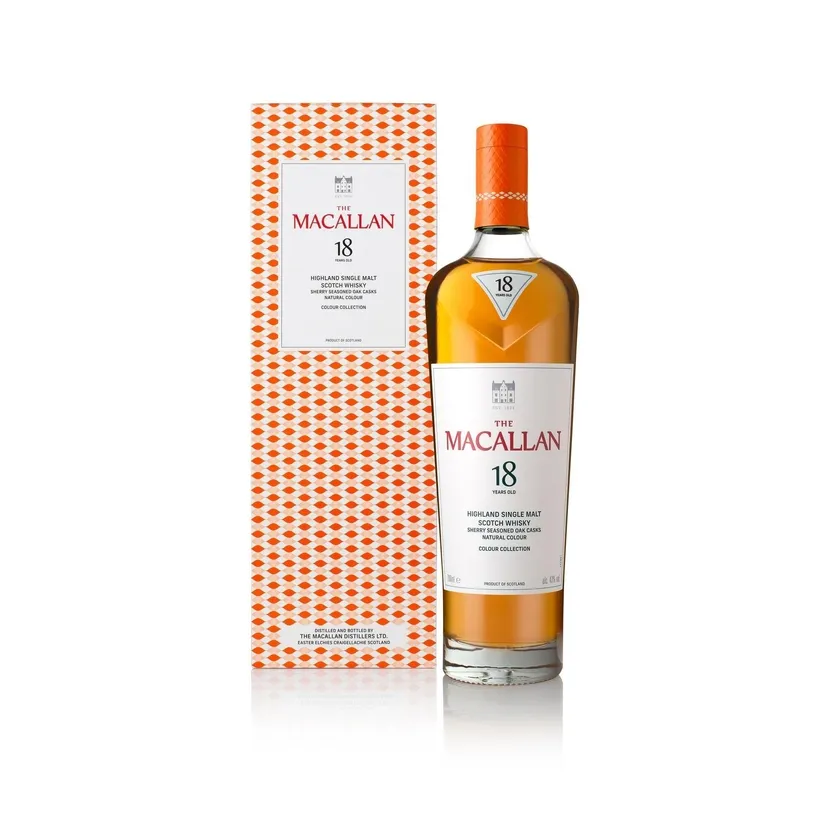 THE
MACALLAN
18
YEARS OLD
HIGHLAND SINGLE MALT
SCOTCH WHISKY
SHERRY SEASONED OAK CASKS
NATURAL COLOUR
COLOUR COLLECTION
PRODUCT OF SCOTLAND
DISTILLED AND BOTTLED BY
THE MACALLAN DISTILLERS LTD.
EASTER ELCHIES CRAIGELLACHIE SCOTLAND
18
YEARS OLD
THE
MACALLAN
18
YEARS OLD
HIGHLAND SINGLE MALT
SCOTCH WHISKY
SHERRY SEASONED OAK CASKS
NATURAL COLOUR
COLOUR COLLECTION
PRODUCT OF SCOTLAND